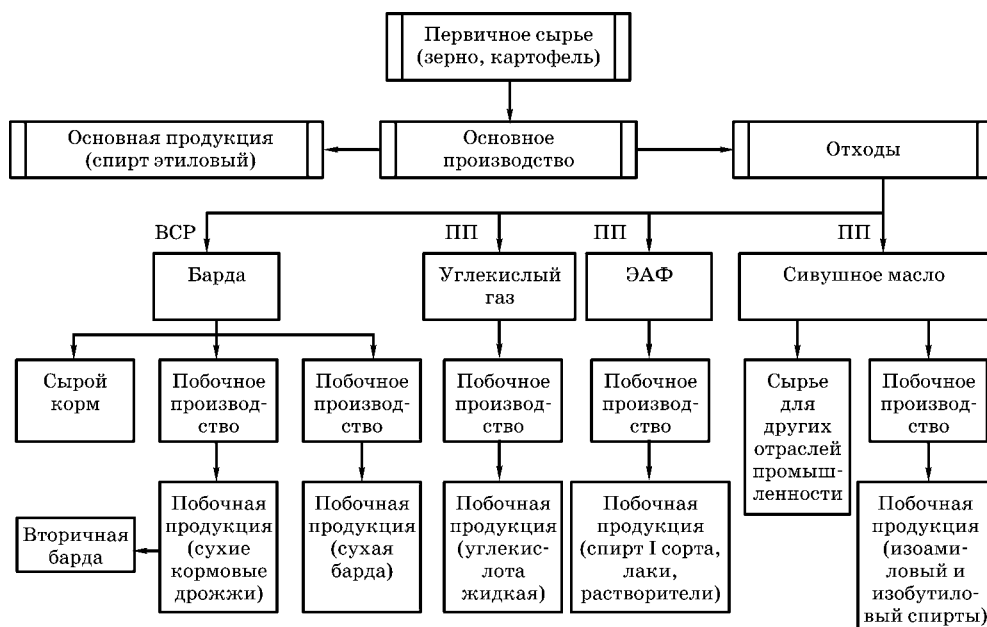 Первичное сырье
(зерно, картофель)
Основная продукция
(спирт этиловый)
Основное
производство
Отходы
ВСР
ПП
ПП
ПП
Барда
Углекислый
газ
ЭАФ
Сивушное масло
Сырой
корм
Побочное
производ-
ство
Побочное
производ-
ство
Побочное
производ-
ство
Побочное
производ-
ство
Сырье
для
других
отраслей
промыш-
ленности
Побочное
производ-
ство
Вторичная
барда
Побочная
продукция
(сухие
кормовые
дрожжи)
Побочная
продукция
(сухая
барда)
Побочная
продукция
(углекис-
лота
жидкая)
Побочная
продукция
(спирт I сорта,
лаки,
растворители)
Побочная
продукция
(изоами-
ловый и
изобутило-
вый спирты)